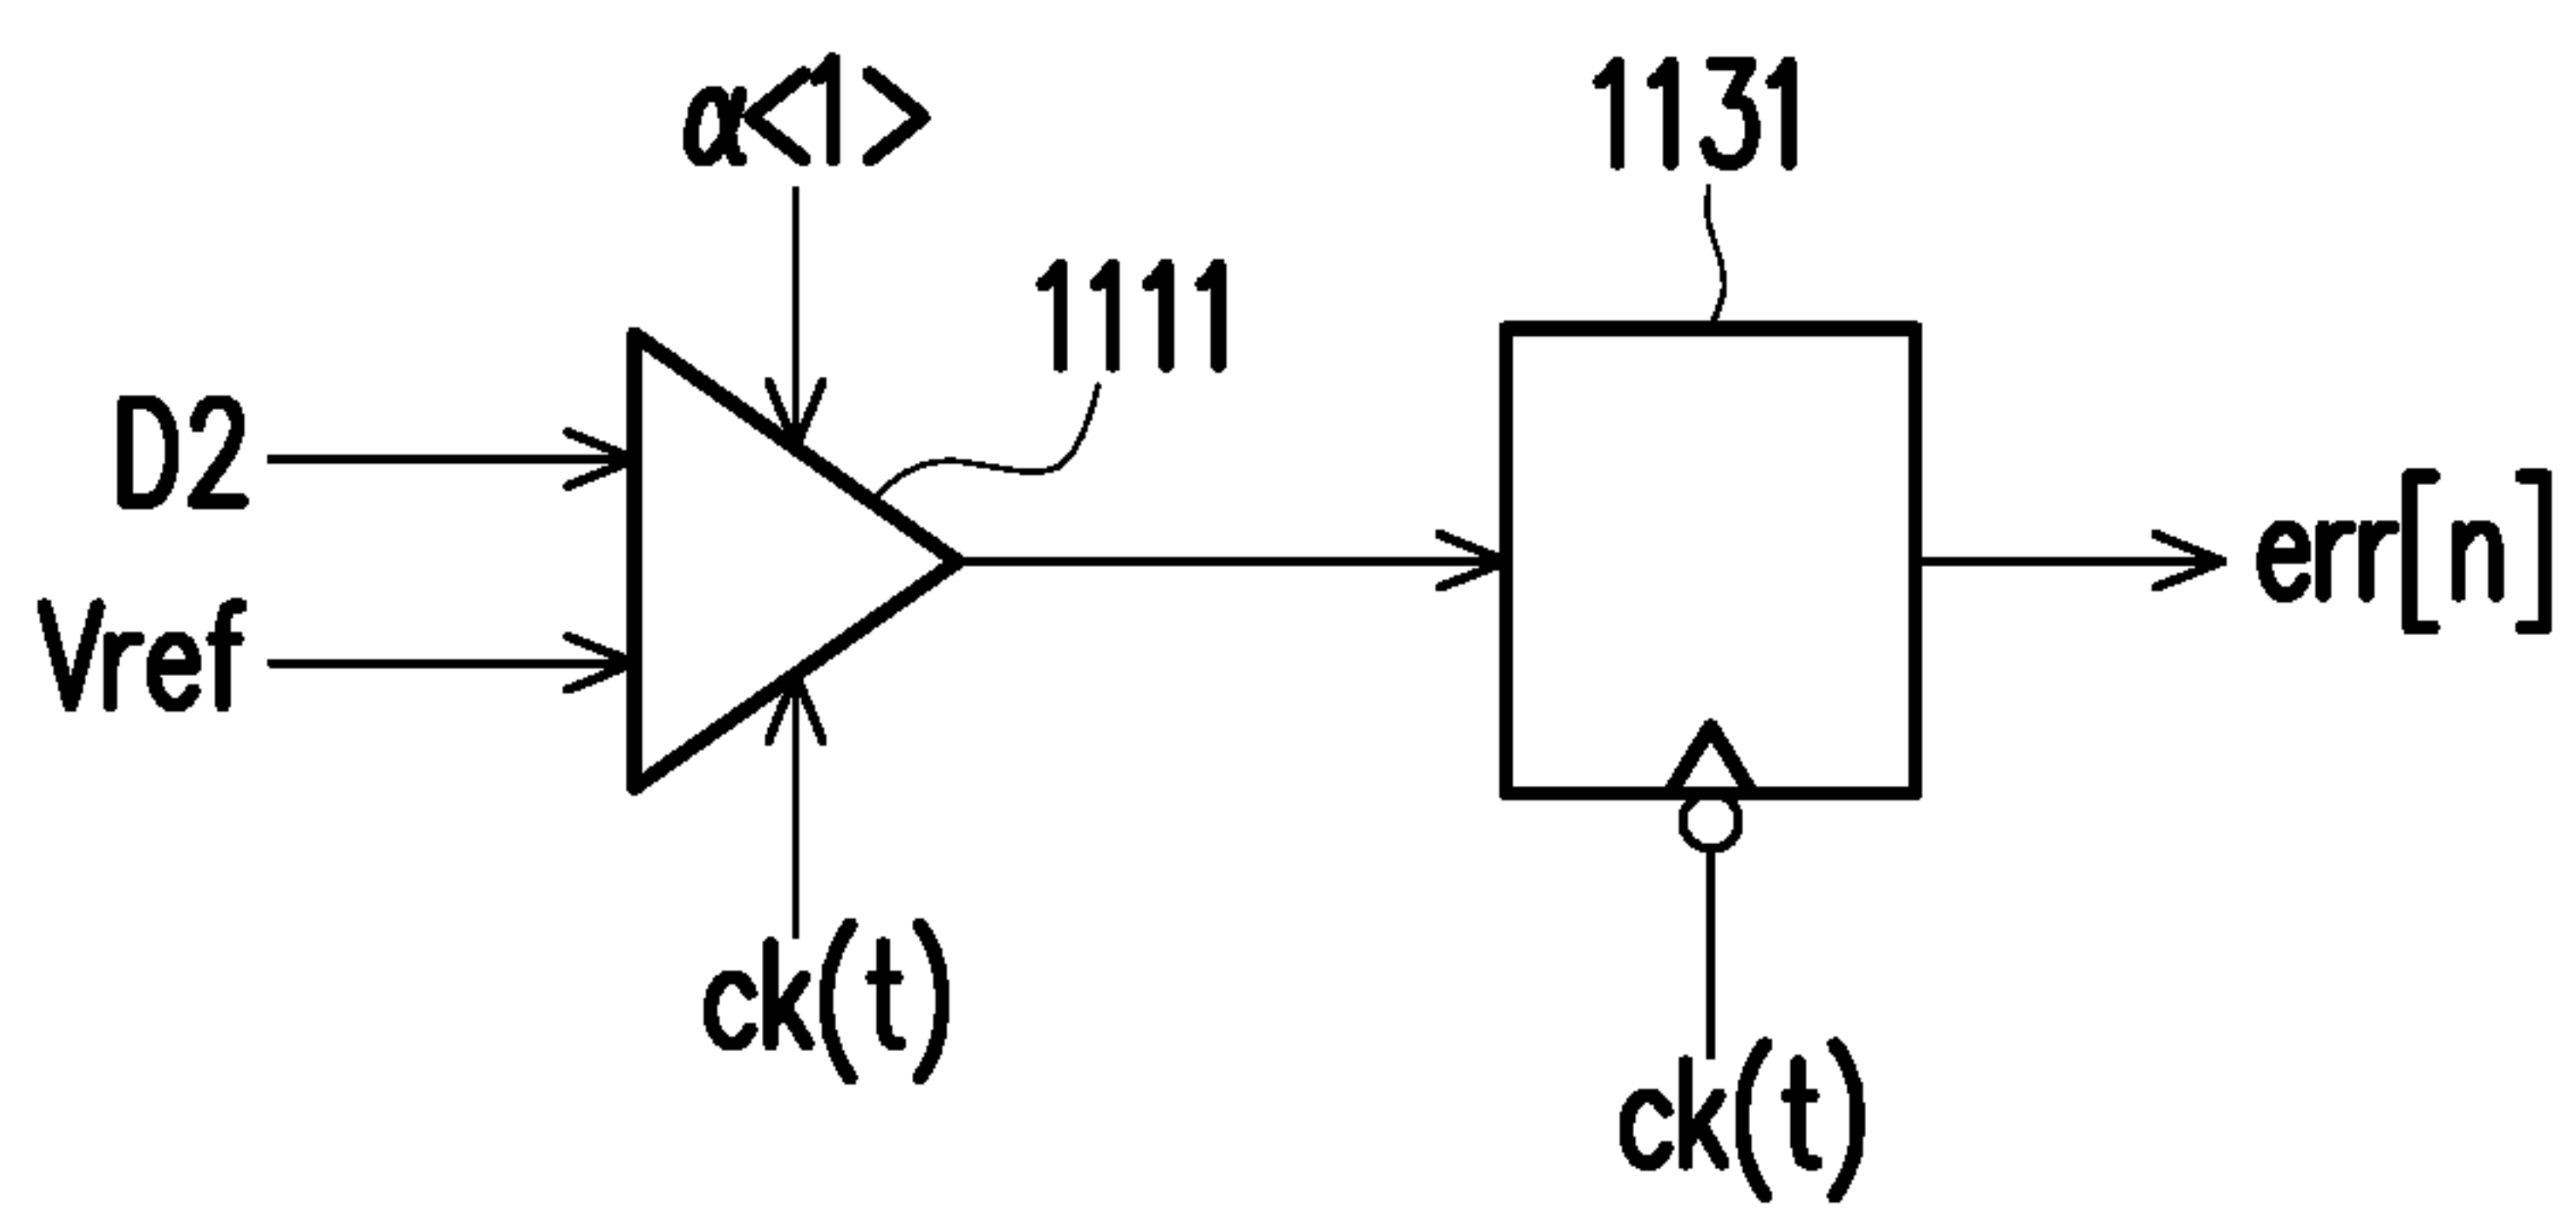 α<1>
1131
1111
D2
Vref
err[n]
ck(t)
ck(t)